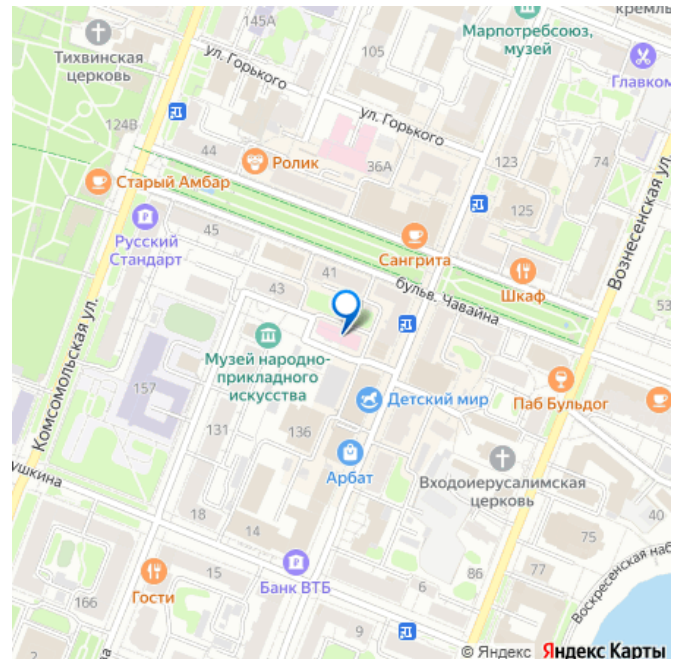 145А
Тихвинская
церковь
ул. Горького
105
Марпотребсоюз,
музей
кремль
Главком
124В
44
Ролик
ул. Горького
36А
123
74
Старый Амбар
125
Русский
Стандарт
45
Сангрита
Вознесенская ул.
41
43
бульв. Чавайна
Шкаф
53
Комсомольская ул.
Музей народно-
прикладного
искусства
157
Детский мир
Паб Бульдог
131
136
Арбат
Входоиерусалимская
церковь
ушкина
18
14
40
75
15
Банк ВТБ
86
77
Воскресенская наб
Гости
166
6
9
2
© Яндекс Яндекс Карты